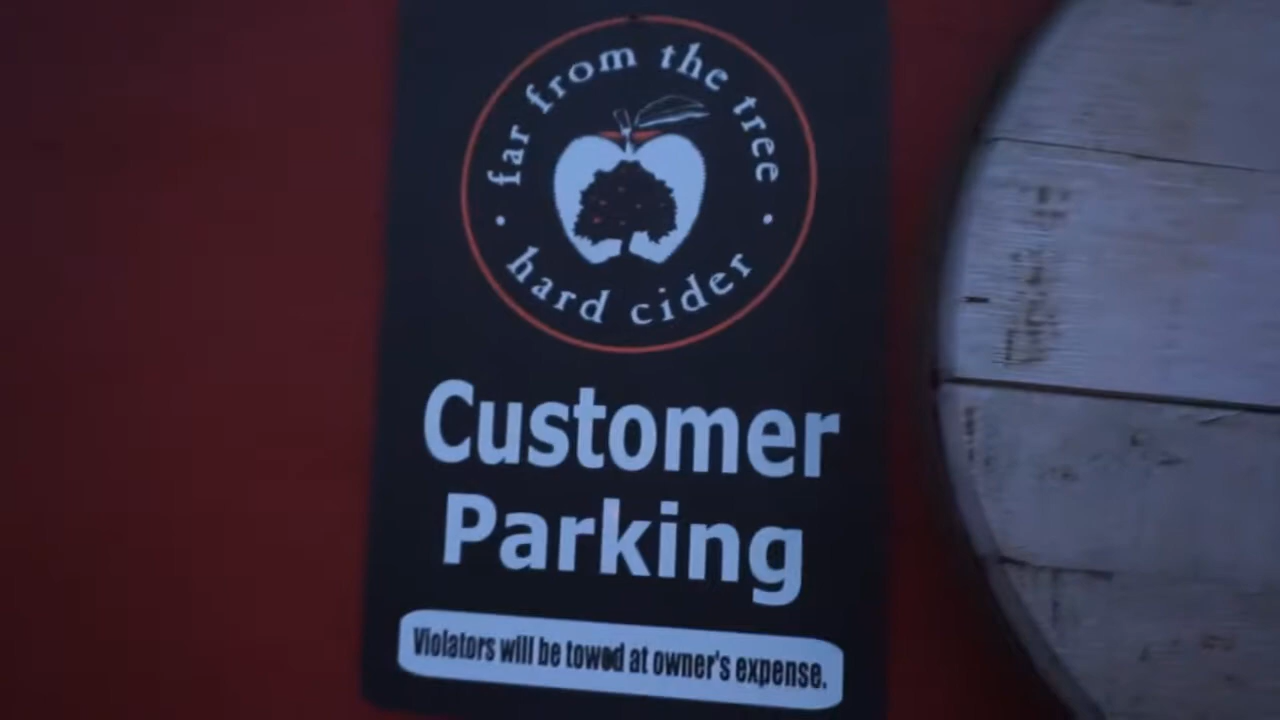 far from the tree
hard cider
Customer
Parking
Violators will be towed at owner's expense.